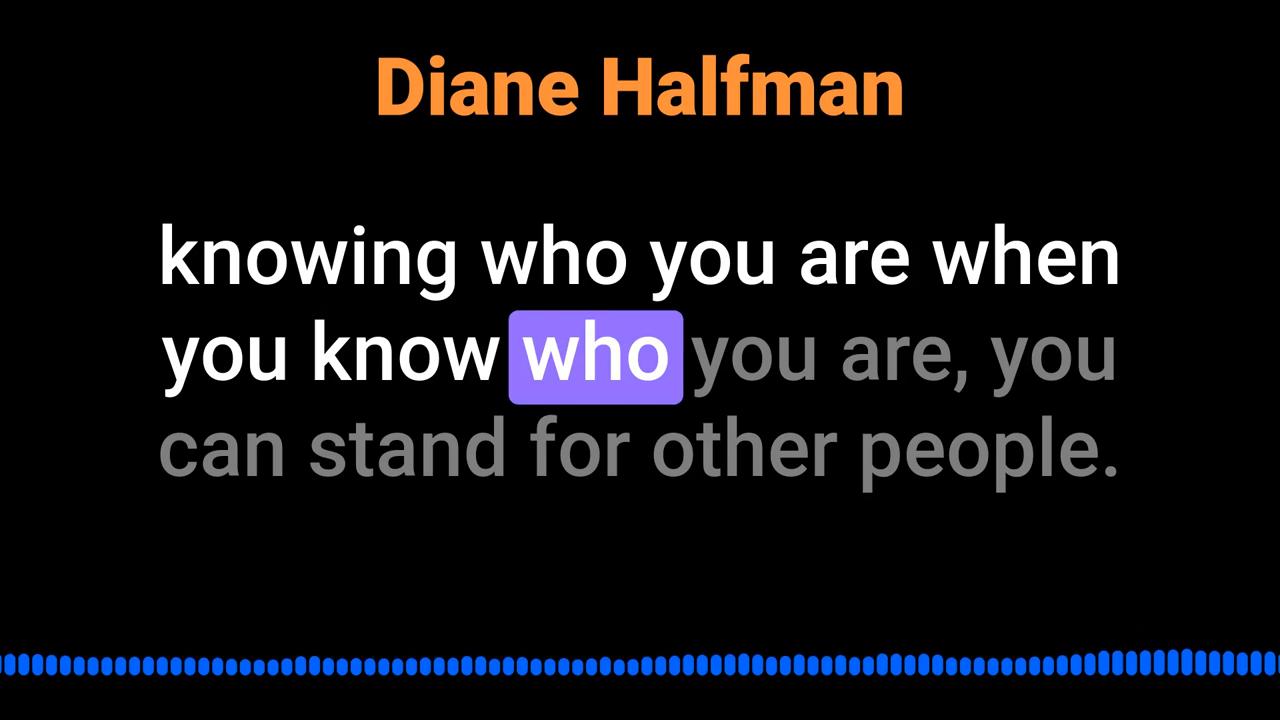 Diane Halfman
knowing who you are when
you know who you are, you
can stand for other people.